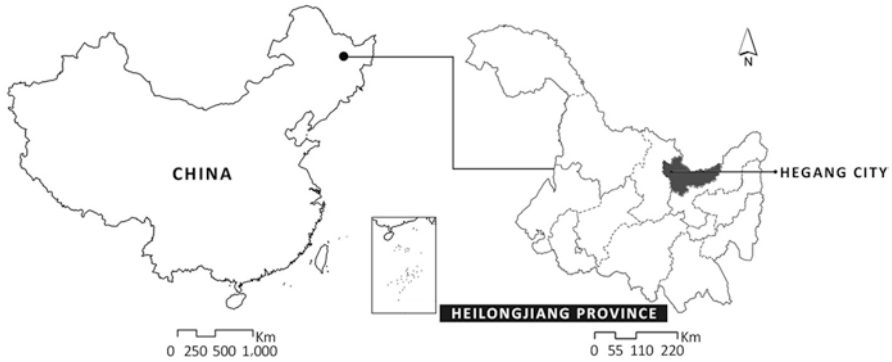 N
CHINA
HEGANG CITY
HEILONGJIANG PROVINCE
Km
0 250 500 1,000
Km
0 55 110 220